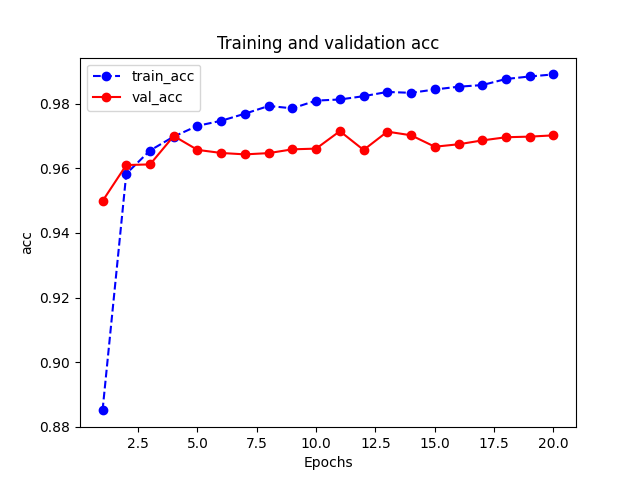 Training and validation acc
train_acc
val_acc
acc
0.98
0.96
0.94
0.92
0.90
0.88
2.5 5.0 7.5 10.0 12.5 15.0 17.5 20.0
Epochs